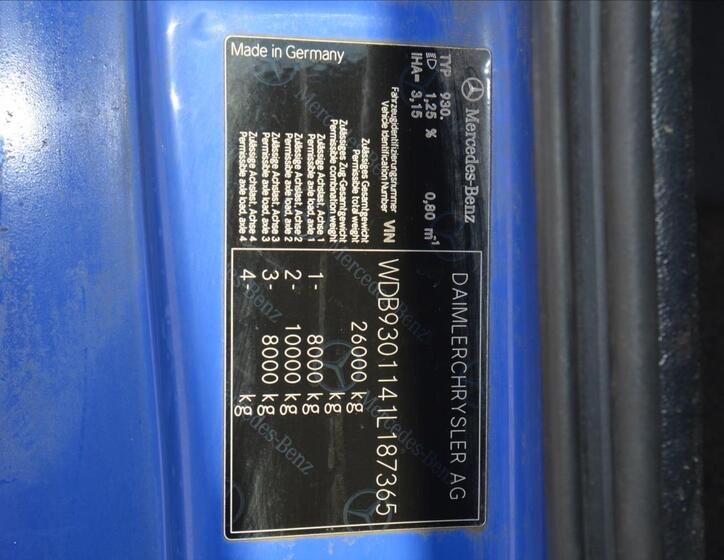 Mercedes-Benz
TYP 930.
1,25 % 0,80 m-1
IHA= 3,15
Fahrzeugidentifizierungsnummer
Vehicle Identification Number VIN
Zulässiges Gesamtgewicht
Permissible total weight
Zulässiges Zug-Gesamtgewicht
Permissible combination weight
Zulässige Achslast, Achse 1
Permissible axle load, axle 1
Zulässige Achslast, Achse 2
Permissible axle load, axle 2
Zulässige Achslast, Achse 3
Permissible axle load, axle 3
Zulässige Achslast, Achse 4
Permissible axle load, axle 4
Made in Germany
DAIMLERCHRYSLER AG
WDB9301141L187365
26000 kg
kg
1- 8000 kg
2- 10000 kg
3- 8000 kg
4- kg